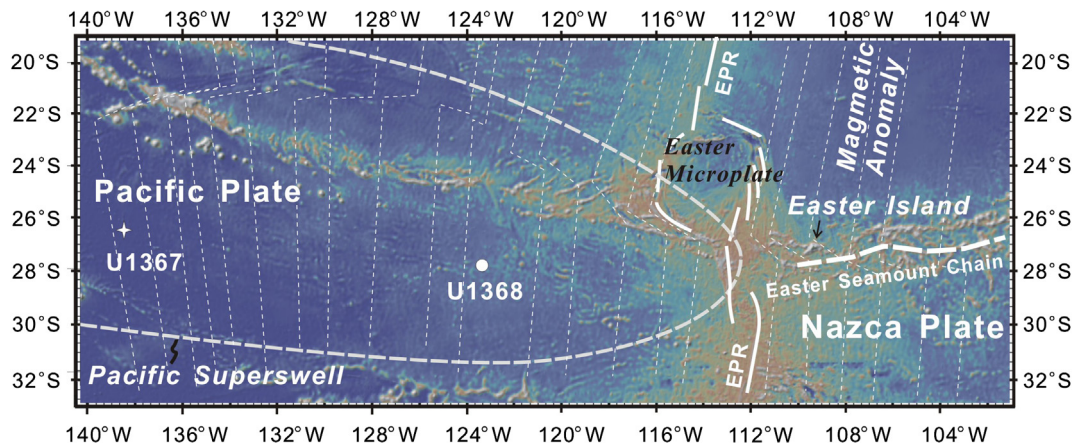 140°W 136°W 132°W 128°W 124°W 120°W 116°W 112°W 108°W 104°W
20°S 20°S
22°S 22°S
24°S 24°S
26°S 26°S
28°S 28°S
30°S 30°S
32°S 32°S
EPR
Magmetic
Anomaly
Easter
Microplate
Pacific Plate
Easter Island
U1367
U1368
Easter Seamount Chain
Nazca Plate
EPR
Pacific Superswell
140°W 136°W 132°W 128°W 124°W 120°W 116°W 112°W 108°W 104°W